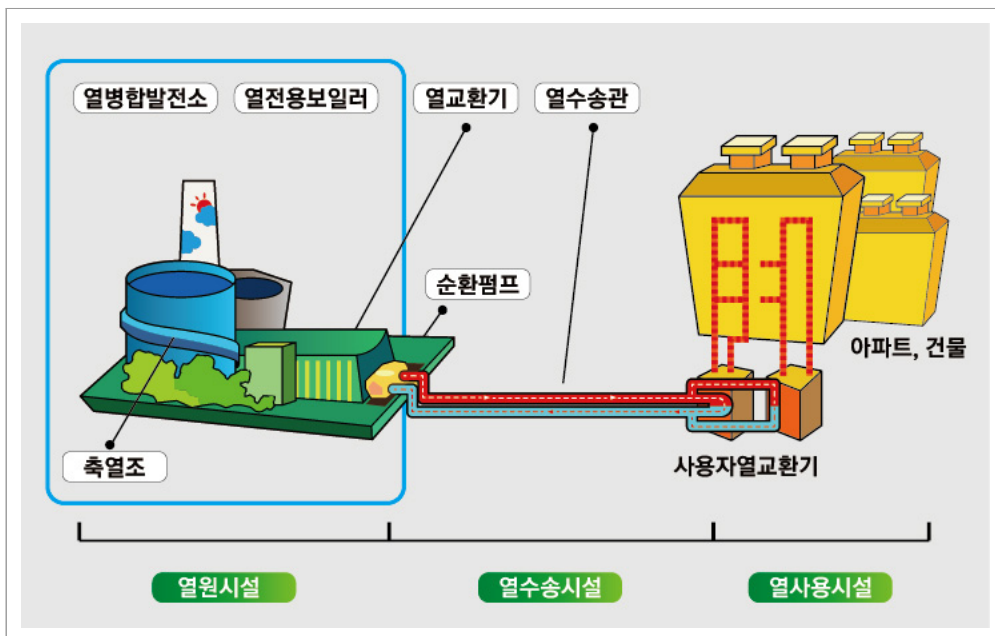 열병합발전소
열전용보일러
열교환기
열수송관
순환펌프
아파트, 건물
축열조
사용자열교환기
열원시설
열수송시설
열사용시설